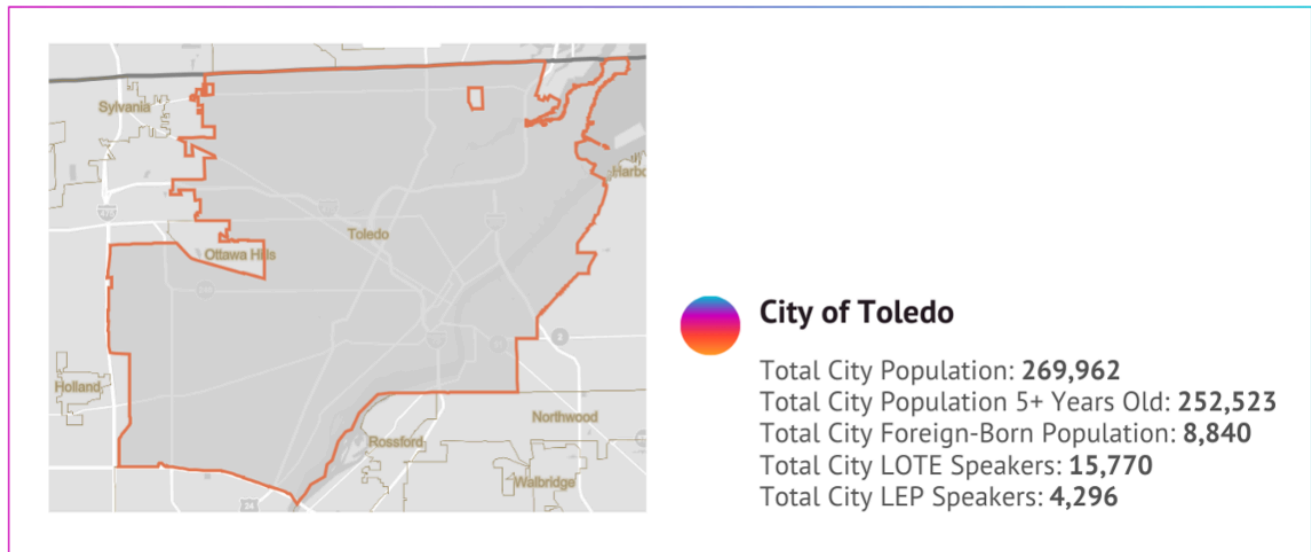 Sylvania
Harbo
Toledo
Ottawa Hills
Holland
Northwood
Rossford
Walbridge
City of Toledo
Total City Population: 269,962
Total City Population 5+ Years Old: 252,523
Total City Foreign-Born Population: 8,840
Total City LOTE Speakers: 15,770
Total City LEP Speakers: 4,296